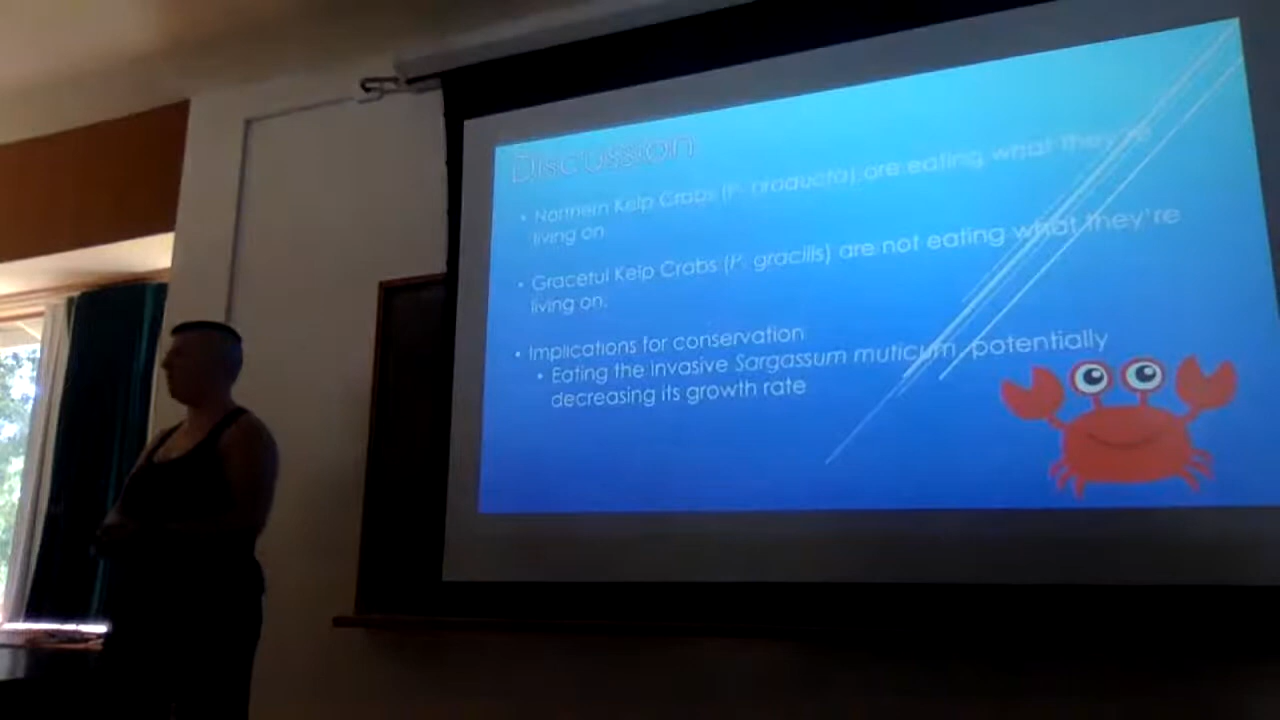 Discussion
• Northern Kelp Crabs (P. producta) are eating what they're
living on
• Graceful Kelp Crabs (P. gracilis) are not eating what they're
living on.
• Implications for conservation
• Eating the invasive Sargassum muticum, potentially
decreasing its growth rate